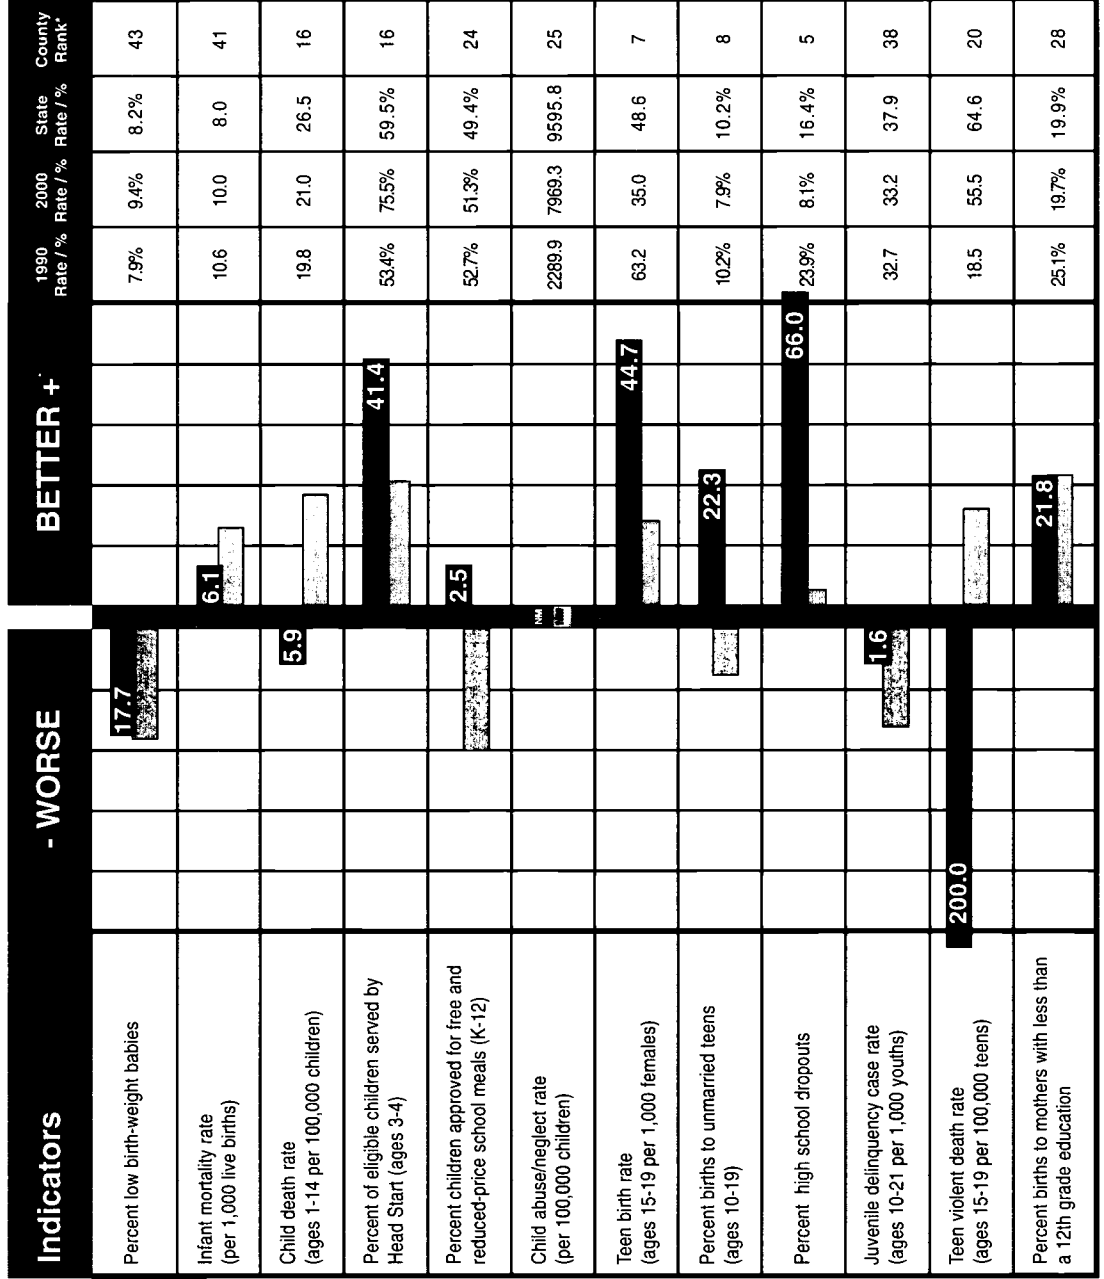 Indicators
- WORSE
BETTER +
1990
Rate / %
2000
Rate / %
State
Rate / %
County
Rank*
Percent low birth-weight babies
17.7
7.9%
9.4%
8.2%
43
Infant mortality rate
(per 1,000 live births)
6.1
10.6
10.0
8.0
41
Child death rate
(ages 1-14 per 100,000 children)
5.9
19.8
21.0
26.5
16
Percent of eligible children served by
Head Start (ages 3-4)
41.4
53.4%
75.5%
59.5%
16
Percent children approved for free and
reduced-price school meals (K-12)
2.5
52.7%
51.3%
49.4%
24
Child abuse/neglect rate
(per 100,000 children)
NM
2289.9
7969.3
9595.8
25
Teen birth rate
(ages 15-19 per 1,000 females)
44.7
63.2
35.0
48.6
7
Percent births to unmarried teens
(ages 10-19)
22.3
10.2%
7.9%
10.2%
8
Percent high school dropouts
66.0
23.9%
8.1%
16.4%
5
Juvenile delinquency case rate
(ages 10-21 per 1,000 youths)
1.6
32.7
33.2
37.9
38
Teen violent death rate
(ages 15-19 per 100,000 teens)
200.0
18.5
55.5
64.6
20
Percent births to mothers with less than
a 12th grade education
21.8
25.1%
19.7%
19.9%
28